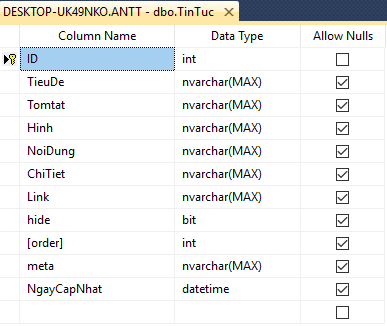 DESKTOP-UK49NKO.ANTT - dbo.TinTuc
Column Name Data Type Allow Nulls
ID int
TieuDe nvarchar(MAX)
Tomtat nvarchar(MAX)
Hinh nvarchar(MAX)
NoiDung nvarchar(MAX)
ChiTiet nvarchar(MAX)
Link nvarchar(MAX)
hide bit
[order] int
meta nvarchar(MAX)
NgayCapNhat datetime